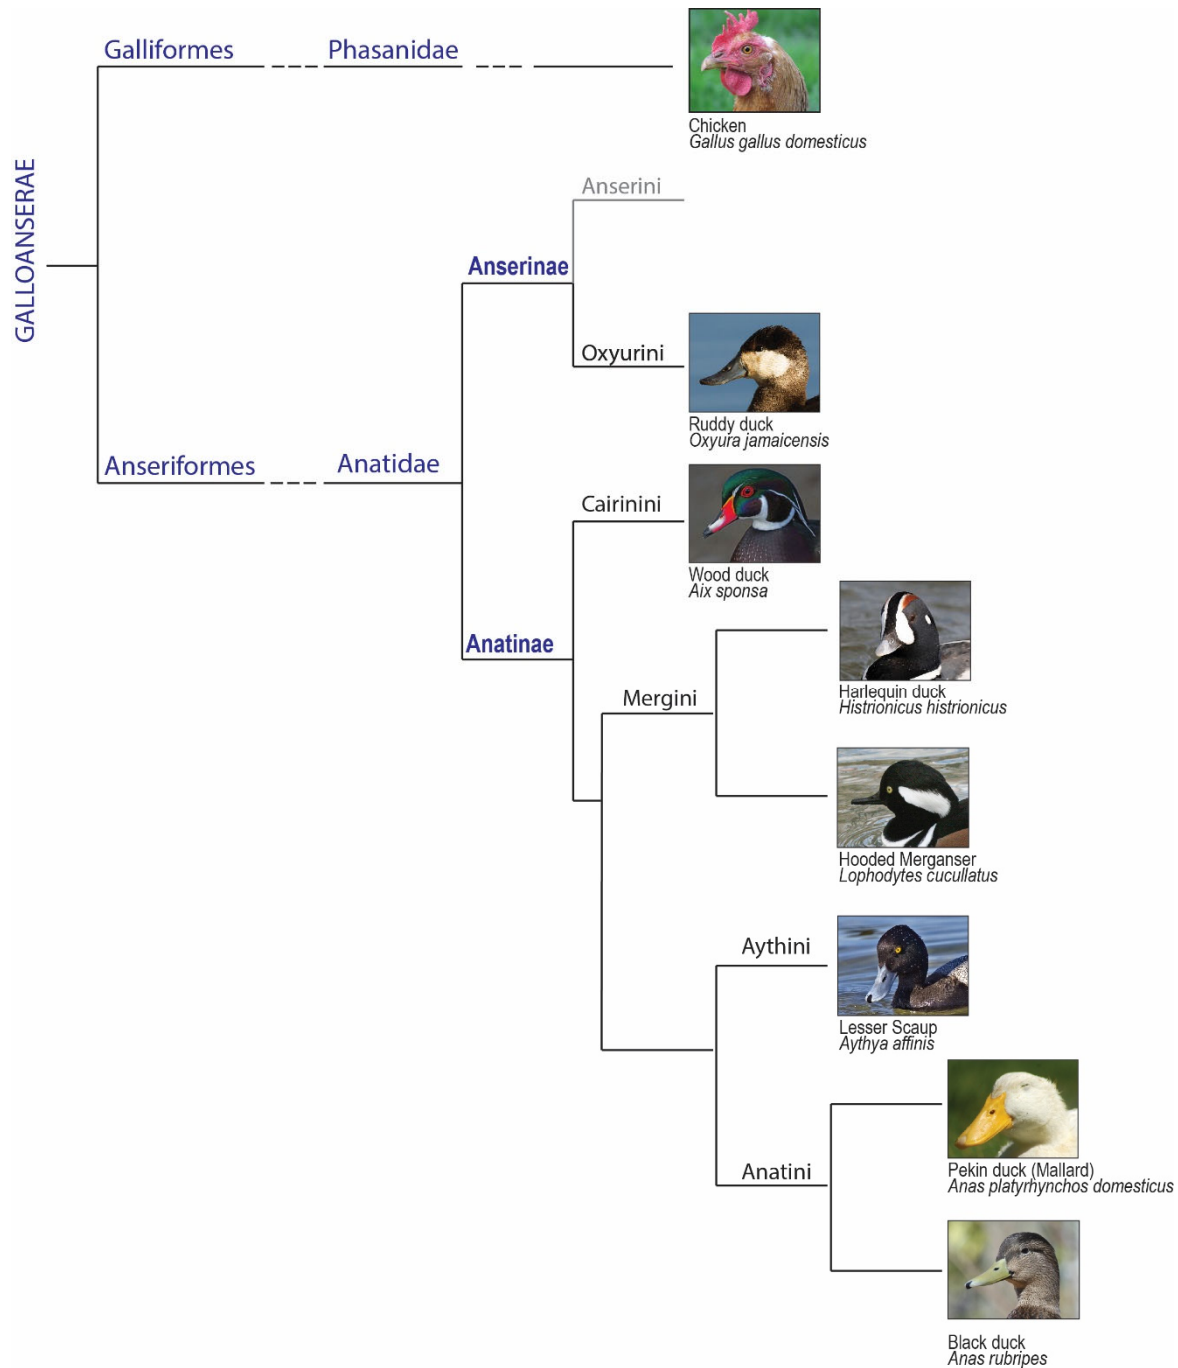 Galliformes
Phasanidae
Chicken
Gallus gallus domesticus
GALLOANSERAE
Anserini
Anserinae
Oxyurini
Ruddy duck
Oxyura jamaicensis
Anseriformes
Anatidae
Cairinini
Wood duck
Aix sponsa
Anatinae
Harlequin duck
Histrionicus histrionicus
Mergini
Hooded Merganser
Lophodytes cucullatus
Aythini
Lesser Scaup
Aythya affinis
Anatini
Pekin duck (Mallard)
Anas platyrhynchos domesticus
Black duck
Anas rubripes